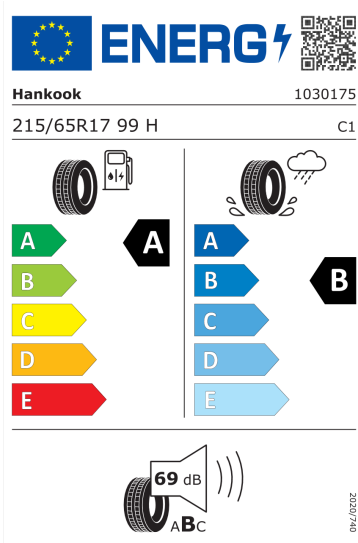 ENERG
Hankook 1030175
215/65R17 99 H C1
A A
B
C
D
E
A
B B
C
D
E
69 dB
ABC
2020/740